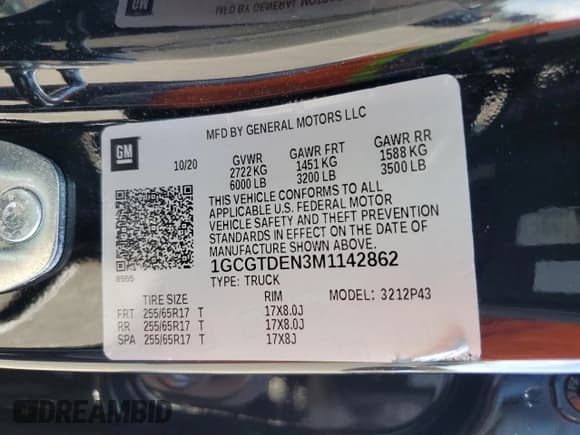 MFD BY GENERAL MOTORS LLC
GM
10/20 GVWR GAWR FRT GAWR RR
2722 KG 1451 KG 1588 KG
6000 LB 3200 LB 3500 LB
THIS VEHICLE CONFORMS TO ALL
APPLICABLE U.S. FEDERAL MOTOR
VEHICLE SAFETY AND THEFT PREVENTION
STANDARDS IN EFFECT ON THE DATE OF
MANUFACTURE SHOWN ABOVE.
1GCGTDEN3M1142862
8555 TYPE: TRUCK
TIRE SIZE RIM MODEL: 3212P43
FRT 255/65R17 T 17X8.0J
RR 255/65R17 T 17X8.0J
SPA 255/65R17 T 17X8J
DREAMBID